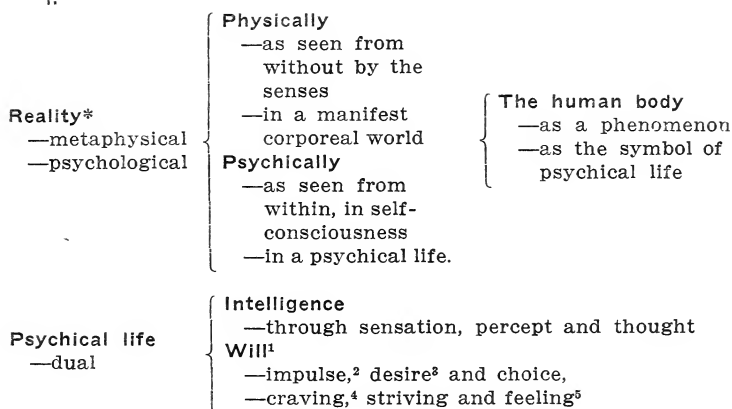 1.
Reality*
—metaphysical
—psychological
Physically
—as seen from
without by the
senses
—in a manifest
corporeal world
Psychically
—as seen from
within, in self-
consciousness
—in a psychical life.
The human body
—as a phenomenon
—as the symbol of
psychical life
Psychical life
—dual
Intelligence
—through sensation, percept and thought
Will¹
—impulse,² desire³ and choice,
—craving,⁴ striving and feeling⁵